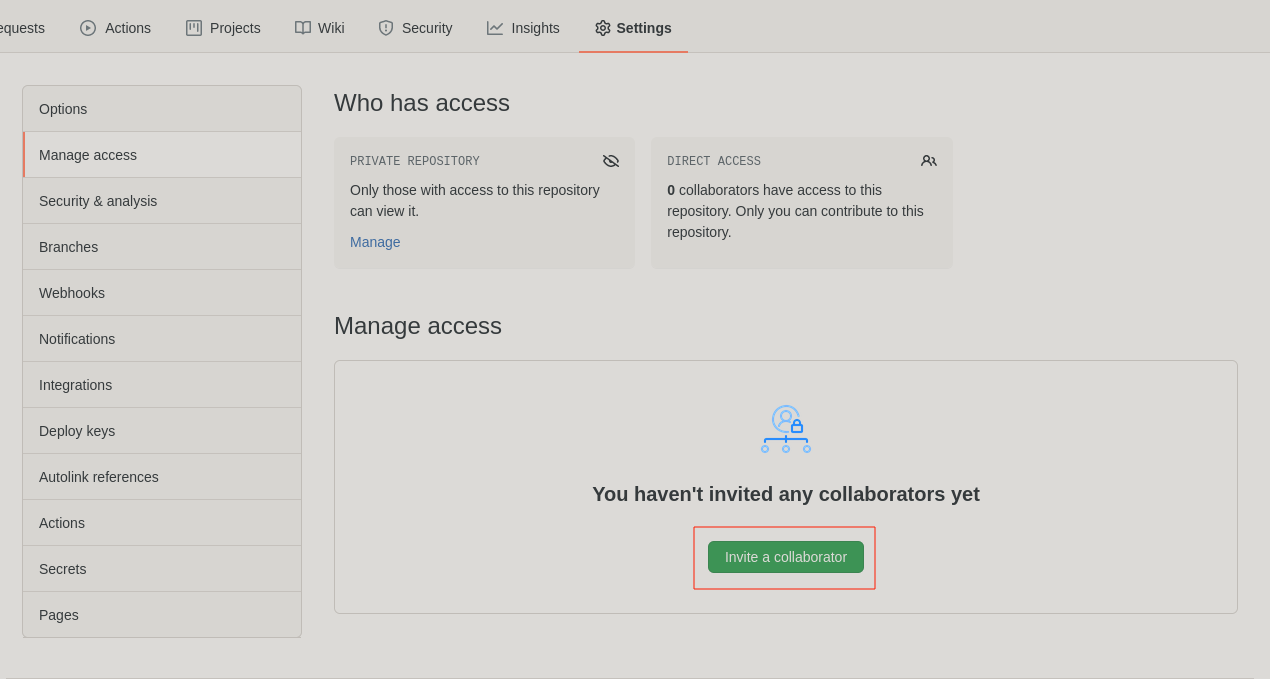 equests Actions Projects Wiki Security Insights Settings
Options
Manage access
Security & analysis
Branches
Webhooks
Notifications
Integrations
Deploy keys
Autolink references
Actions
Secrets
Pages
Who has access
PRIVATE REPOSITORY
Only those with access to this repository
can view it.
Manage
DIRECT ACCESS
0 collaborators have access to this
repository. Only you can contribute to this
repository.
Manage access
You haven't invited any collaborators yet
Invite a collaborator